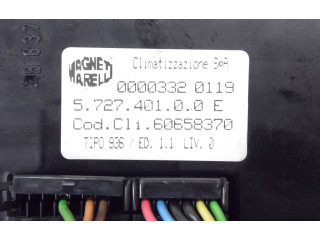 MAGNETI MARELLI
Climatizzazione SpA
0000332 0119
5.727.401.0.0 E
Cod.Cli.60658370
TIPO 936 / ED. 1.1 LIV. 0